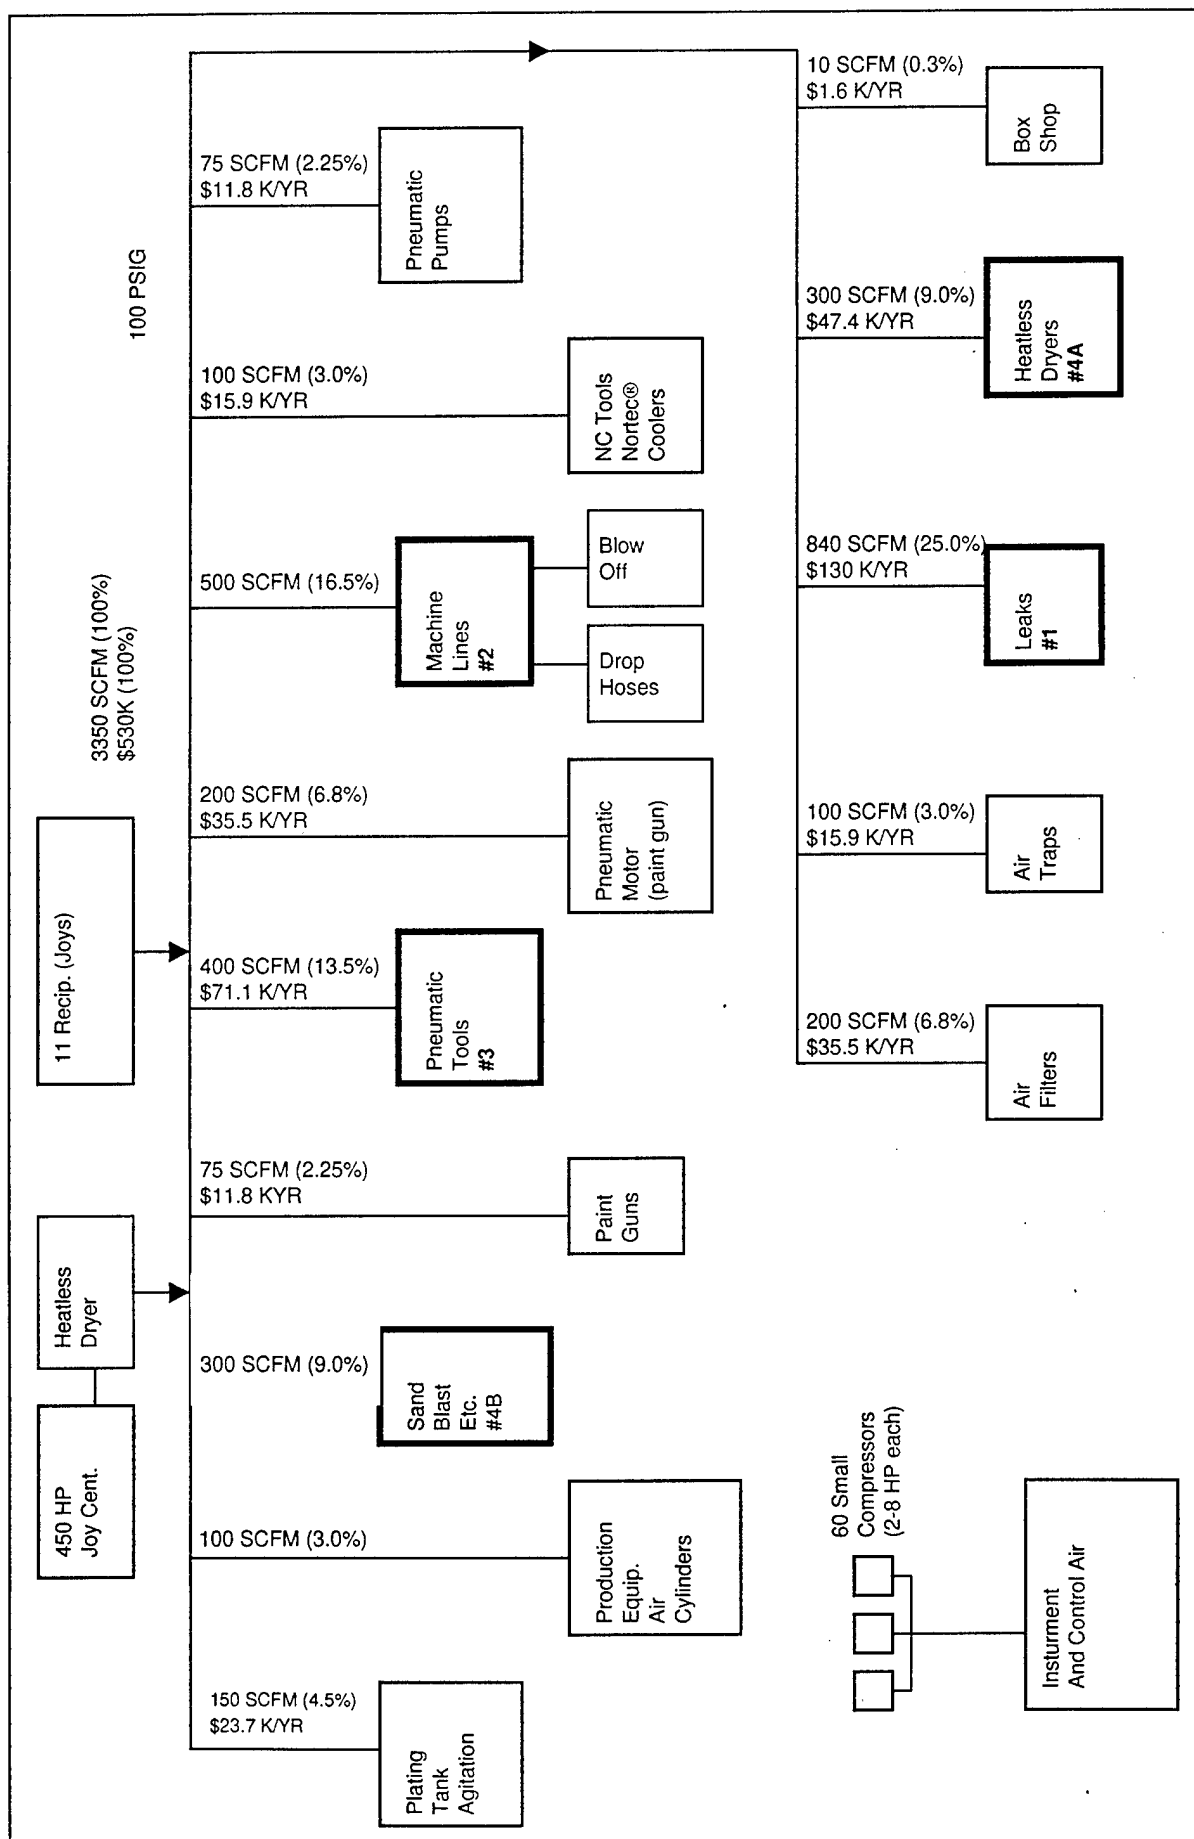 450 HP
Joy Cent.
Heatless
Dryer
11 Recip. (Joys)
3350 SCFM (100%)
$530K (100%)
100 PSIG
150 SCFM (4.5%)
$23.7 K/YR
Plating
Tank
Agitation
100 SCFM (3.0%)
Production
Equip.
Air
Cylinders
300 SCFM (9.0%)
Sand
Blast
Etc.
#4B
75 SCFM (2.25%)
$11.8 KYR
Paint
Guns
400 SCFM (13.5%)
$71.1 K/YR
Pneumatic
Tools
#3
200 SCFM (6.8%)
$35.5 K/YR
Pneumatic
Motor
(paint gun)
500 SCFM (16.5%)
Machine
Lines
#2
Drop
Hoses
Blow
Off
100 SCFM (3.0%)
$15.9 K/YR
NC Tools
Nortec®
Coolers
75 SCFM (2.25%)
$11.8 K/YR
Pneumatic
Pumps
60 Small
Compressors
(2-8 HP each)
Insturment
And Control Air
200 SCFM (6.8%)
$35.5 K/YR
Air
Filters
100 SCFM (3.0%)
$15.9 K/YR
Air
Traps
840 SCFM (25.0%)
$130 K/YR
Leaks
#1
300 SCFM (9.0%)
$47.4 K/YR
Heatless
Dryers
#4A
10 SCFM (0.3%)
$1.6 K/YR
Box
Shop